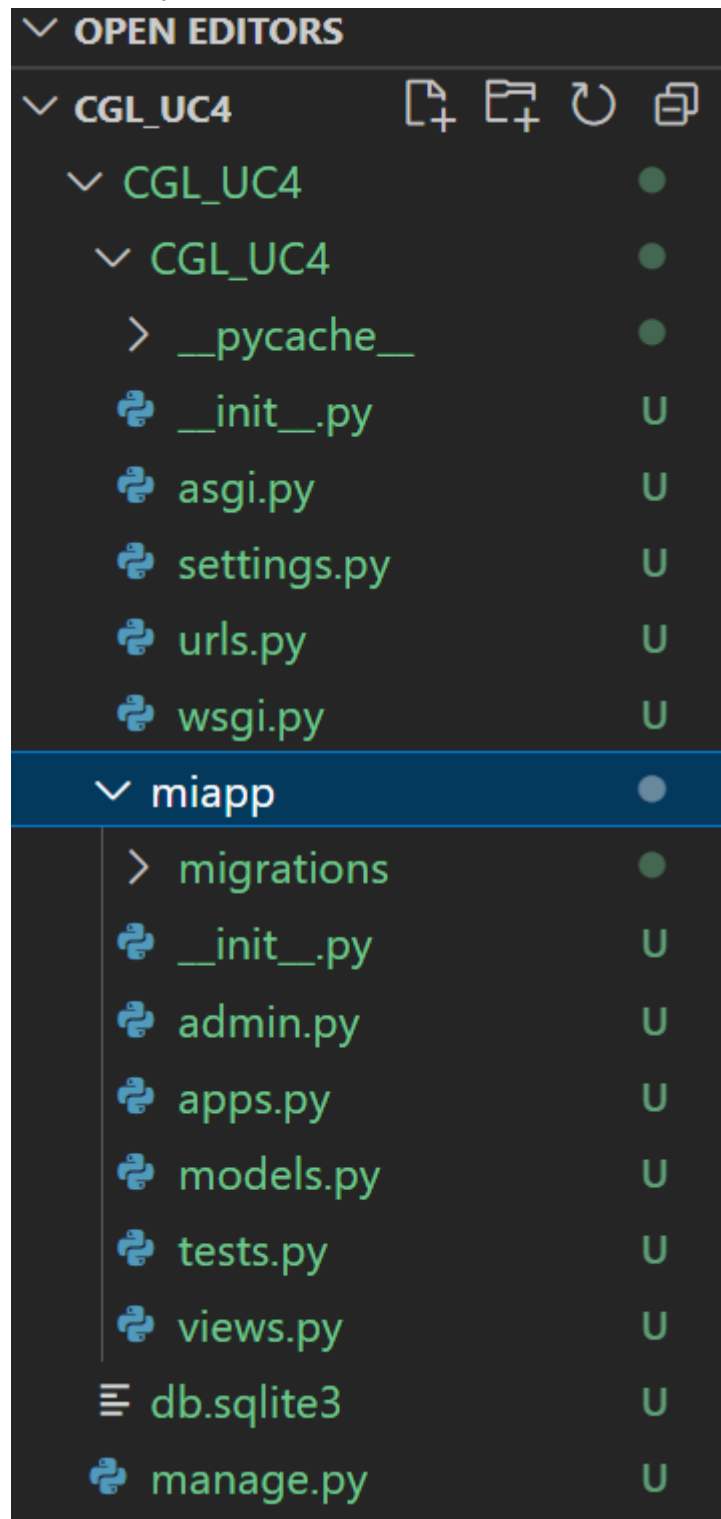 OPEN EDITORS
CGL_UC4
CGL_UC4
CGL_UC4
__pycache__
__init__.py U
asgi.py U
settings.py U
urls.py U
wsgi.py U
miapp
migrations
__init__.py U
admin.py U
apps.py U
models.py U
tests.py U
views.py U
db.sqlite3 U
manage.py U